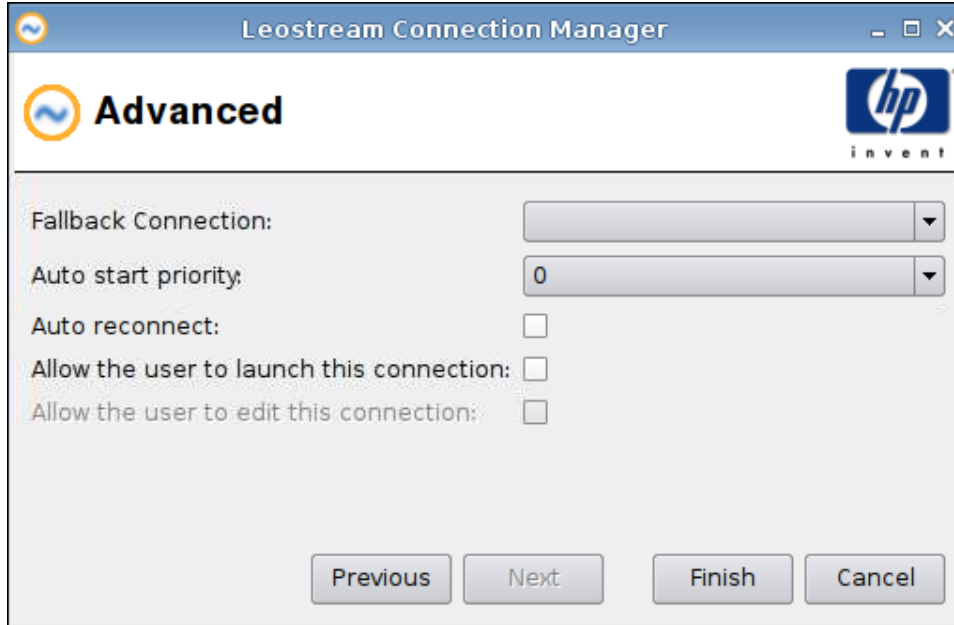 Leostream Connection Manager
Advanced
hp
invent
Fallback Connection:
Auto start priority:
0
Auto reconnect:
Allow the user to launch this connection:
Allow the user to edit this connection:
Previous
Next
Finish
Cancel